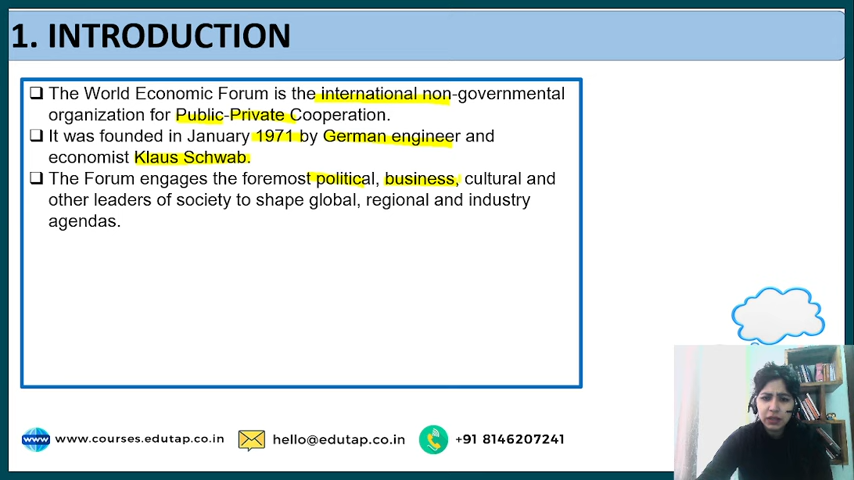 1. INTRODUCTION
❑ The World Economic Forum is the international non-governmental
organization for Public-Private Cooperation.
❑ It was founded in January 1971 by German engineer and
economist Klaus Schwab.
❑ The Forum engages the foremost political, business, cultural and
other leaders of society to shape global, regional and industry
agendas.
www www.courses.edutap.co.in hello@edutap.co.in +91 8146207241